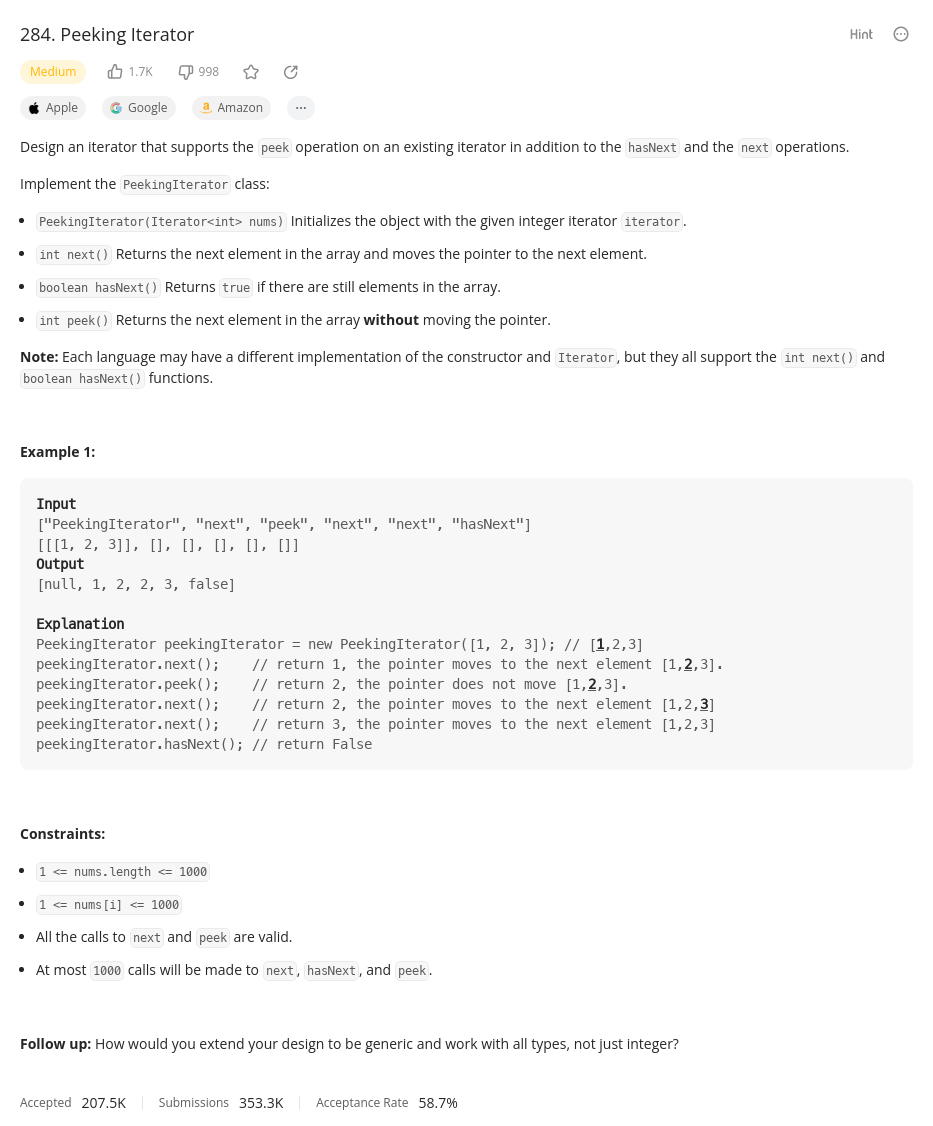 284. Peeking Iterator
Hint
Medium
1.7K
998
Apple
Google
Amazon
Design an iterator that supports the peek operation on an existing iterator in addition to the hasNext and the next operations.
Implement the PeekingIterator class:
• PeekingIterator(Iterator<int> nums) Initializes the object with the given integer iterator iterator.
• int next() Returns the next element in the array and moves the pointer to the next element.
• boolean hasNext() Returns true if there are still elements in the array.
• int peek() Returns the next element in the array without moving the pointer.
Note: Each language may have a different implementation of the constructor and Iterator, but they all support the int next() and
boolean hasNext() functions.
Example 1:
Input
["PeekingIterator", "next", "peek", "next", "next", "hasNext"]
[[[1, 2, 3]], [], [], [], [], []]
Output
[null, 1, 2, 2, 3, false]
Explanation
PeekingIterator peekingIterator = new PeekingIterator([1, 2, 3]); // [1,2,3]
peekingIterator.next();    // return 1, the pointer moves to the next element [1,2,3].
peekingIterator.peek();    // return 2, the pointer does not move [1,2,3].
peekingIterator.next();    // return 2, the pointer moves to the next element [1,2,3]
peekingIterator.next();    // return 3, the pointer moves to the next element [1,2,3]
peekingIterator.hasNext(); // return False
Constraints:
• 1 <= nums.length <= 1000
• 1 <= nums[i] <= 1000
• All the calls to next and peek are valid.
• At most 1000 calls will be made to next, hasNext, and peek.
Follow up: How would you extend your design to be generic and work with all types, not just integer?
Accepted 207.5K Submissions 353.3K Acceptance Rate 58.7%